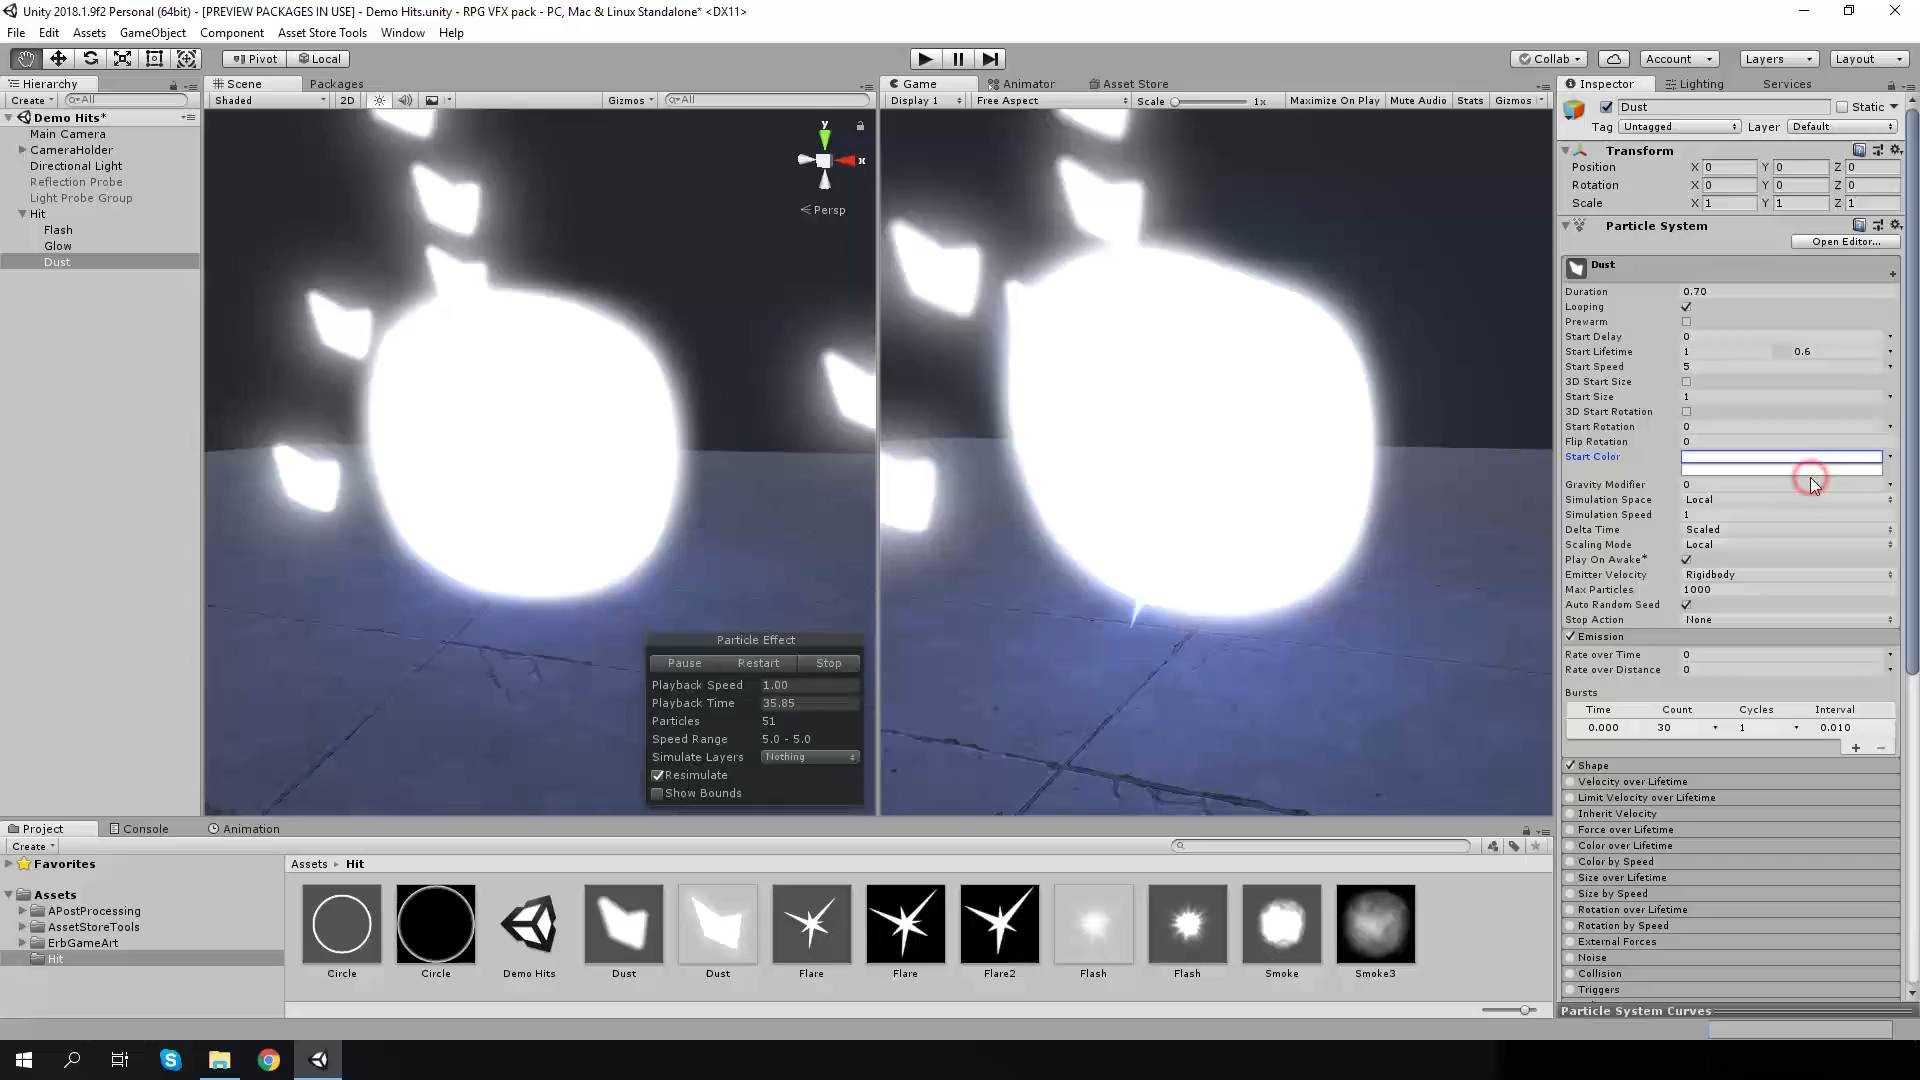 Unity 2018.1.9f2 Personal (64bit) - [PREVIEW PACKAGES IN USE] - Demo Hits.unity - RPG VFX pack - PC, Mac & Linux Standalone* <DX11>
File Edit Assets GameObject Component Asset Store Tools Window Help
Pivot Local Collab Account Layers Layout
Hierarchy Scene Packages Game Animator Asset Store Inspector Lighting Services
Create All Shaded 2D Gizmos All Display 1 Free Aspect Scale 1x Maximize On Play Mute Audio Stats Gizmos
Demo Hits*
Main Camera
CameraHolder
Directional Light
Reflection Probe
Light Probe Group
Hit
Flash
Glow
Dust
y
x
Persp
Particle Effect
Pause Restart Stop
Playback Speed 1.00
Playback Time 35.85
Particles 51
Speed Range 5.0 - 5.0
Simulate Layers Nothing
Resimulate
Show Bounds
Dust Static
Tag Untagged Layer Default
Transform
Position X 0 Y 0 Z 0
Rotation X 0 Y 0 Z 0
Scale X 1 Y 1 Z 1
Particle System
Open Editor...
Dust
Duration 0.70
Looping
Prewarm
Start Delay 0
Start Lifetime 1 0.6
Start Speed 5
3D Start Size
Start Size 1
3D Start Rotation
Start Rotation 0
Flip Rotation 0
Start Color
Gravity Modifier 0
Simulation Space Local
Simulation Speed 1
Delta Time Scaled
Scaling Mode Local
Play On Awake*
Emitter Velocity Rigidbody
Max Particles 1000
Auto Random Seed
Stop Action None
Emission
Rate over Time 0
Rate over Distance 0
Bursts
Time Count Cycles Interval
0.000 30 1 0.010
Shape
Velocity over Lifetime
Limit Velocity over Lifetime
Inherit Velocity
Force over Lifetime
Color over Lifetime
Color by Speed
Size over Lifetime
Size by Speed
Rotation over Lifetime
Rotation by Speed
External Forces
Noise
Collision
Triggers
Particle System Curves
Project Console Animation
Create
Favorites
Assets
APostProcessing
AssetStoreTools
ErbGameArt
Hit
Assets Hit
Circle Circle Demo Hits Dust Dust Flare Flare Flare2 Flash Flash Smoke Smoke3